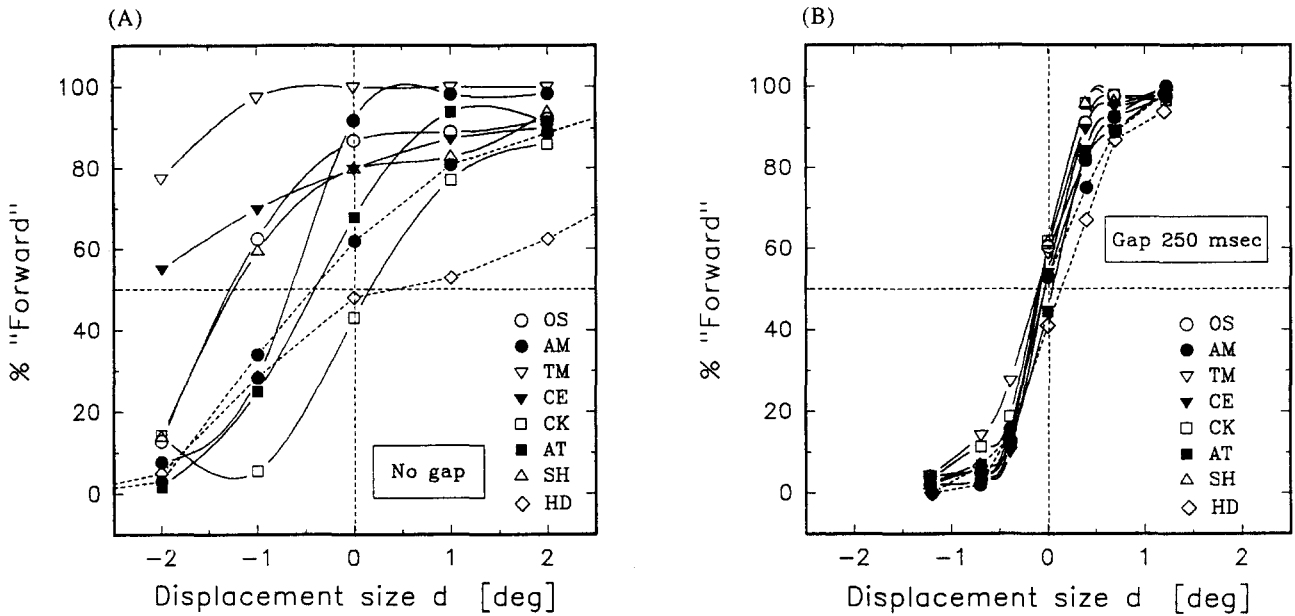 (A)
% "Forward"
100
80
60
40
20
0
OS
AM
TM
CE
CK
AT
SH
HD
No gap
−2 −1 0 1 2
Displacement size d [deg]
(B)
% "Forward"
100
80
60
40
20
0
Gap 250 msec
OS
AM
TM
CE
CK
AT
SH
HD
−2 −1 0 1 2
Displacement size d [deg]